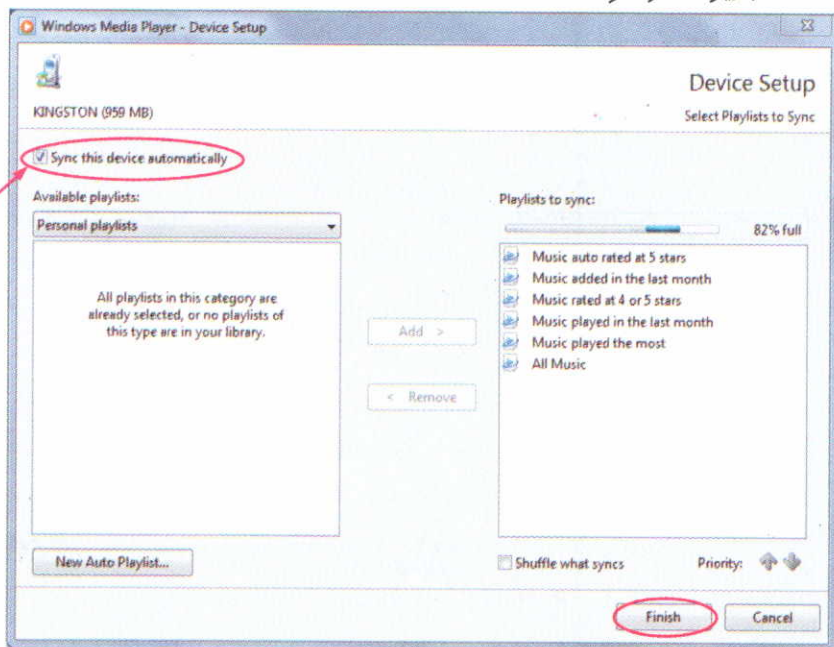 Windows Media Player - Device Setup
Device Setup
KINGSTON (959 MB)
Select Playlists to Sync
Sync this device automatically
Available playlists:
Personal playlists
All playlists in this category are
already selected, or no playlists of
this type are in your library.
Add >
< Remove
New Auto Playlist...
Playlists to sync:
82% full
Music auto rated at 5 stars
Music added in the last month
Music rated at 4 or 5 stars
Music played in the last month
Music played the most
All Music
Shuffle what syncs
Priority:
Finish
Cancel